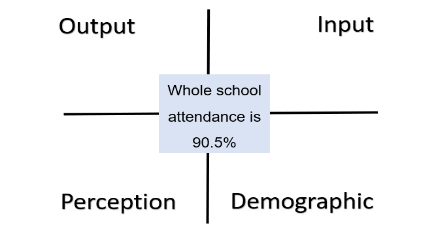 Output
Input
Whole school
attendance is
90.5%
Perception
Demographic